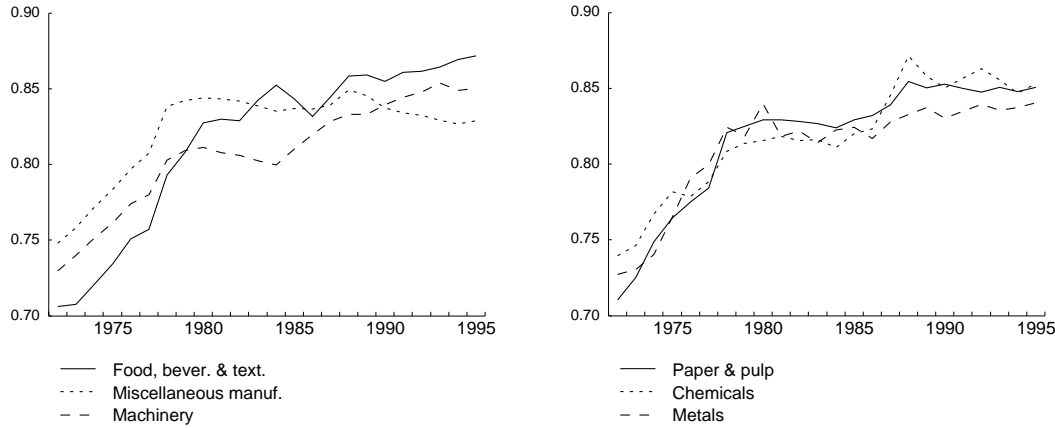 0.90
0.85
0.80
0.75
0.70
1975 1980 1985 1990 1995
Food, bever. & text.
Miscellaneous manuf.
Machinery
0.90
0.85
0.80
0.75
0.70
1975 1980 1985 1990 1995
Paper & pulp
Chemicals
Metals